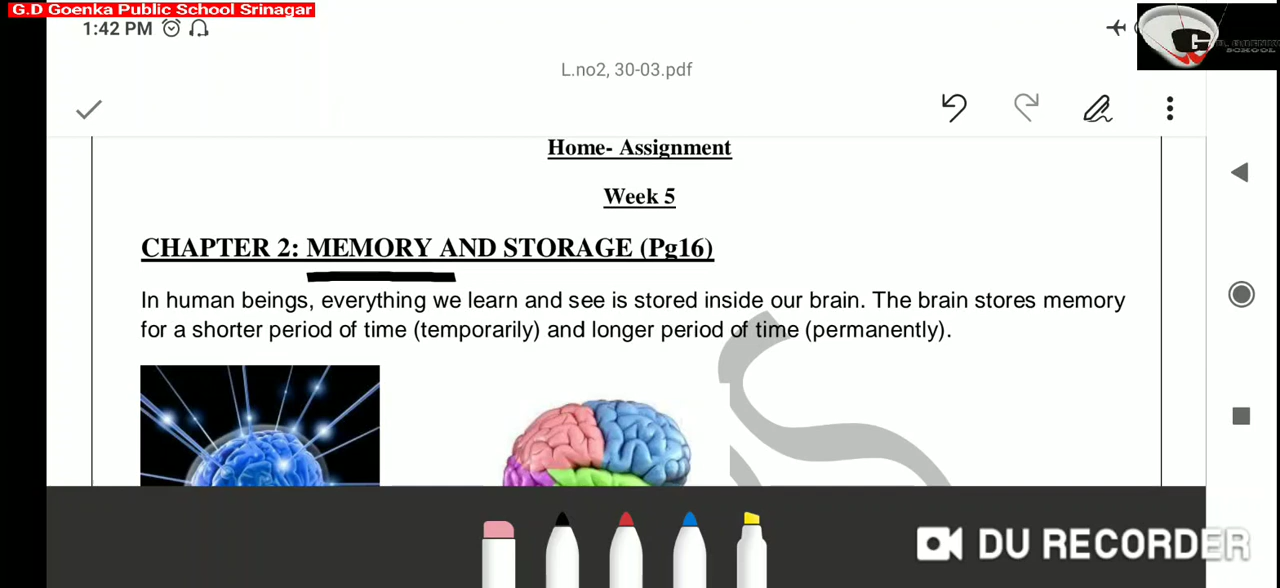 G.D Goenka Public School Srinagar
1:42 PM
L.no2, 30-03.pdf
Home- Assignment
Week 5
CHAPTER 2: MEMORY AND STORAGE (Pg16)
In human beings, everything we learn and see is stored inside our brain. The brain stores memory
for a shorter period of time (temporarily) and longer period of time (permanently).
DU RECORDER